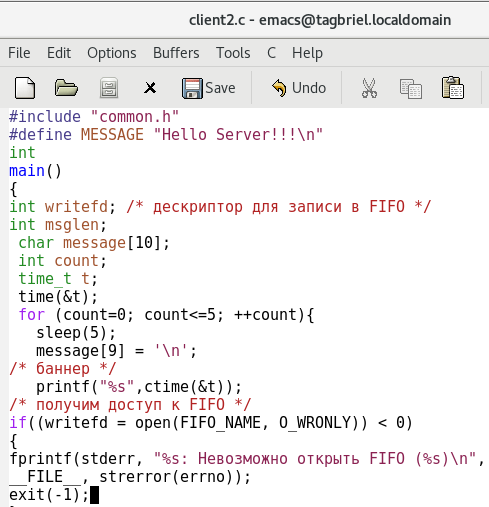 client2.c - emacs@tagbriel.localdomain
File Edit Options Buffers Tools C Help
Save Undo
#include "common.h"
#define MESSAGE "Hello Server!!!\n"
int
main()
{
int writefd; /* дескриптор для записи в FIFO */
int msglen;
char message[10];
int count;
time_t t;
time(&t);
for (count=0; count<=5; ++count){
sleep(5);
message[9] = '\n';
/* баннер */
printf("%s",ctime(&t));
/* получим доступ к FIFO */
if((writefd = open(FIFO_NAME, O_WRONLY)) < 0)
{
fprintf(stderr, "%s: Невозможно открыть FIFO (%s)\n",
__FILE__, strerror(errno));
exit(-1);